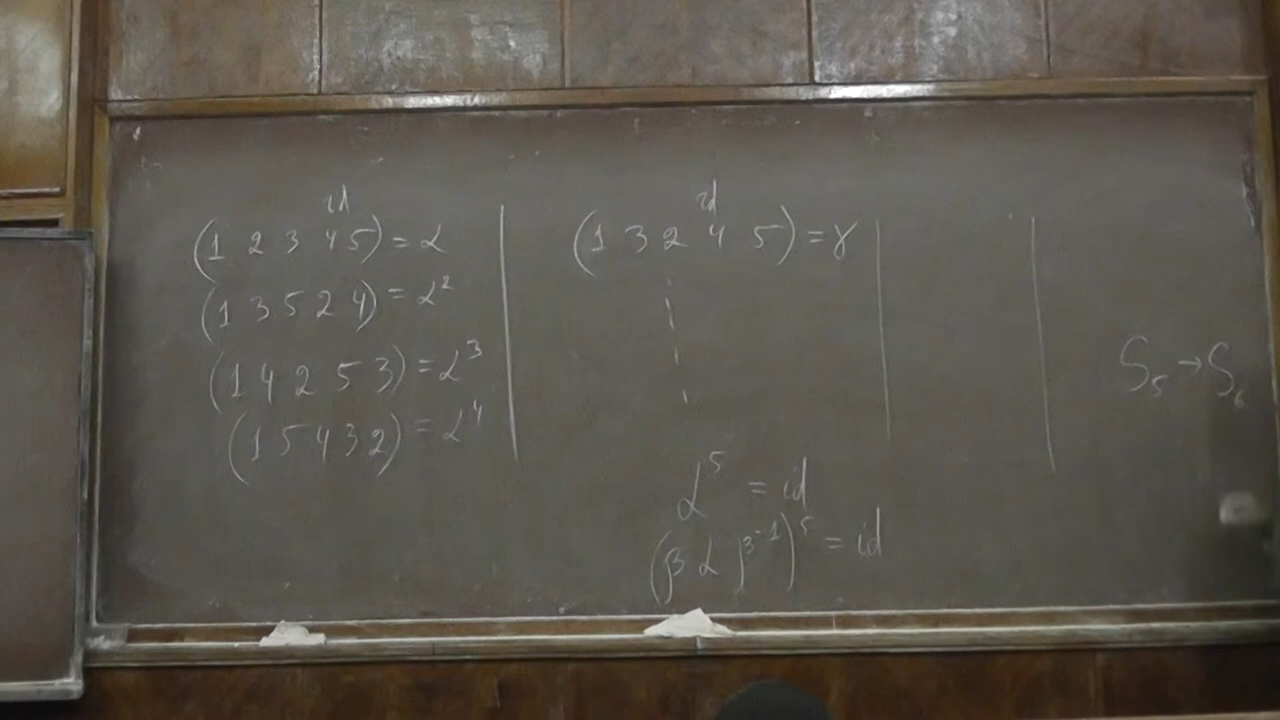 id
(1 2 3 4 5) = α
(1 3 5 2 4) = α²
(1 4 2 5 3) = α³
(1 5 4 3 2) = α⁴
id
(1 3 2 4 5) = γ
α⁵ = id
(β α β⁻¹)⁵ = id
S₅ → S₆